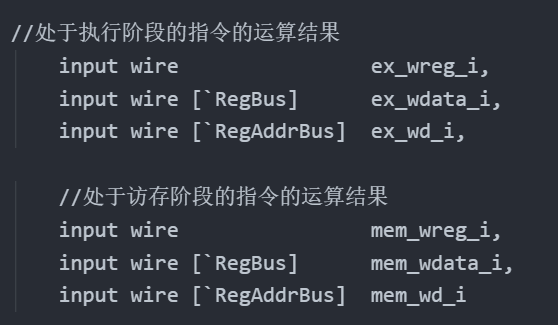 //处于执行阶段的指令的运算结果
input wire ex_wreg_i,
input wire [`RegBus] ex_wdata_i,
input wire [`RegAddrBus] ex_wd_i,
//处于访存阶段的指令的运算结果
input wire mem_wreg_i,
input wire [`RegBus] mem_wdata_i,
input wire [`RegAddrBus] mem_wd_i